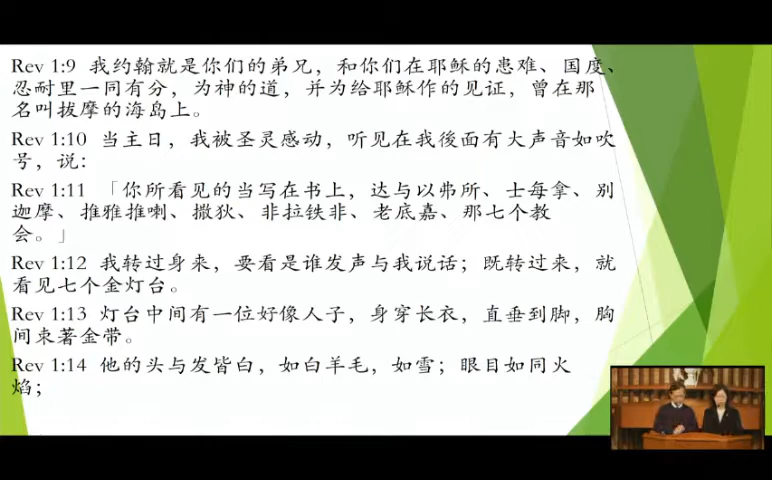 Rev 1:9 我约翰就是你们的弟兄，和你们在耶稣的患难、国度、
忍耐里一同有分，为神的道，并为给耶稣作的见证，曾在那
名叫拔摩的海岛上。
Rev 1:10 当主日，我被圣灵感动，听见在我後面有大声音如吹
号，说：
Rev 1:11 「你所看见的当写在书上，达与以弗所、士每拿、别
迦摩、推雅推喇、撒狄、非拉铁非、老底嘉、那七个教
会。」
Rev 1:12 我转过身来，要看是谁发声与我说话；既转过来，就
看见七个金灯台。
Rev 1:13 灯台中间有一位好像人子，身穿长衣，直垂到脚，胸
间束著金带。
Rev 1:14 他的头与发皆白，如白羊毛，如雪；眼目如同火
焰；